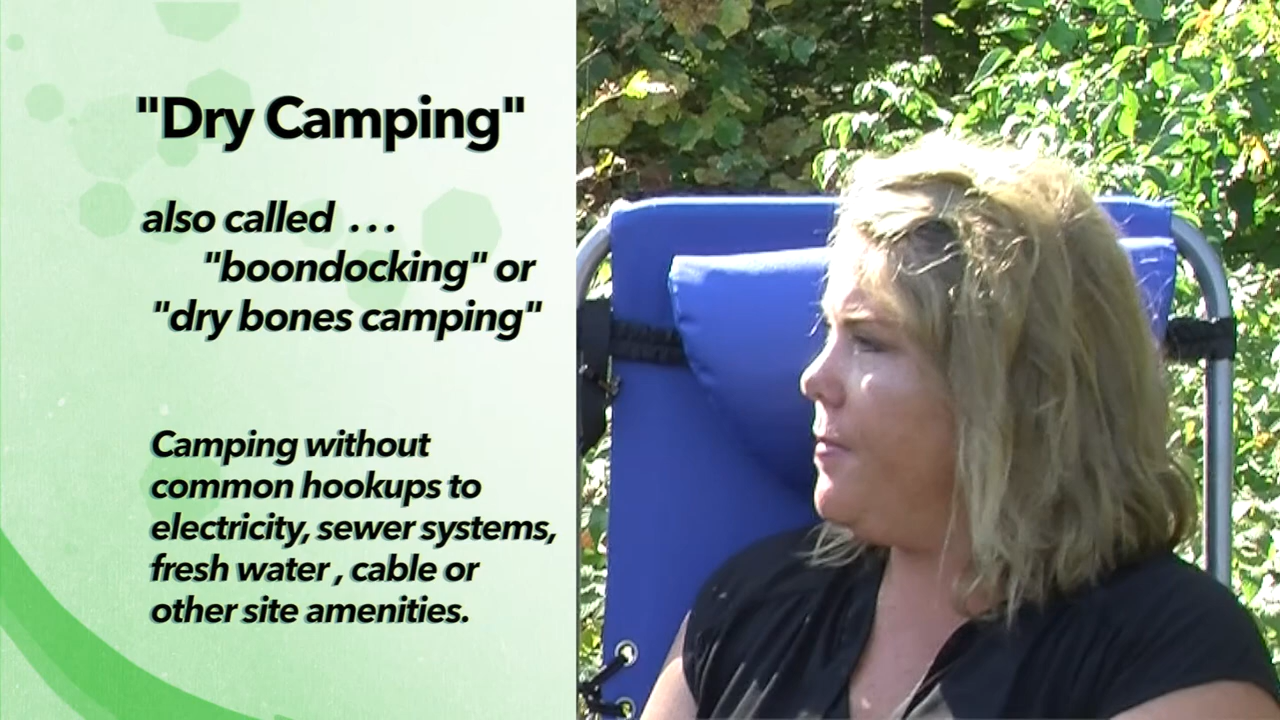 "Dry Camping"
also called ...
"boondocking" or
"dry bones camping"
Camping without
common hookups to
electricity, sewer systems,
fresh water , cable or
other site amenities.